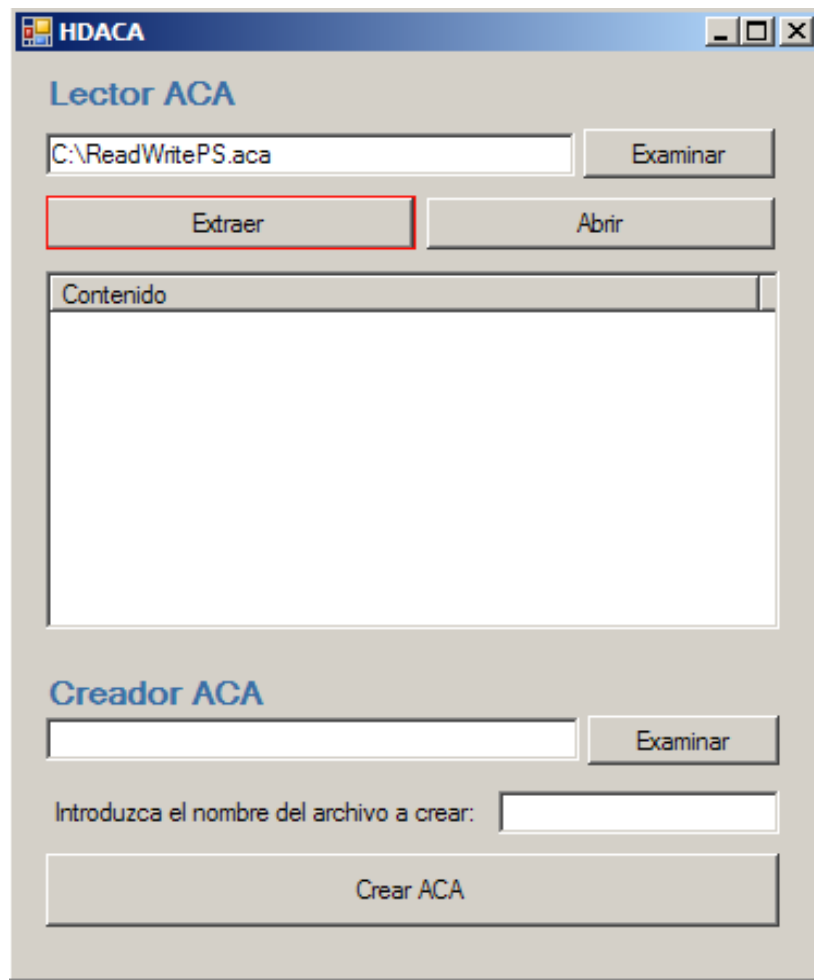 HDACA
Lector ACA
C:\ReadWritePS.aca Examinar
Extraer Abrir
Contenido
Creador ACA
Examinar
Introduzca el nombre del archivo a crear:
Crear ACA